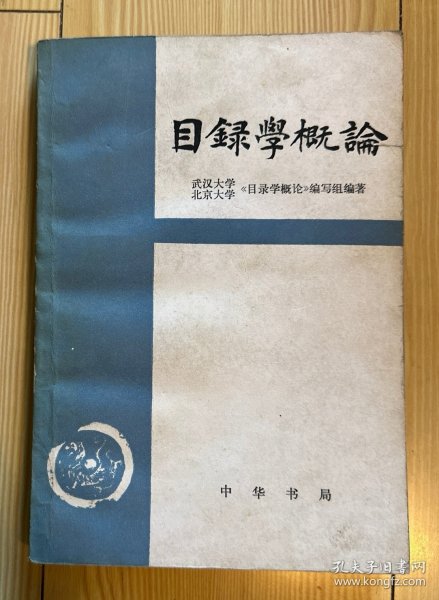 目録學概論
武汉大学
北京大学
《目录学概论》编写组编著
中华书局
孔夫子旧书网
www.kongfz.com